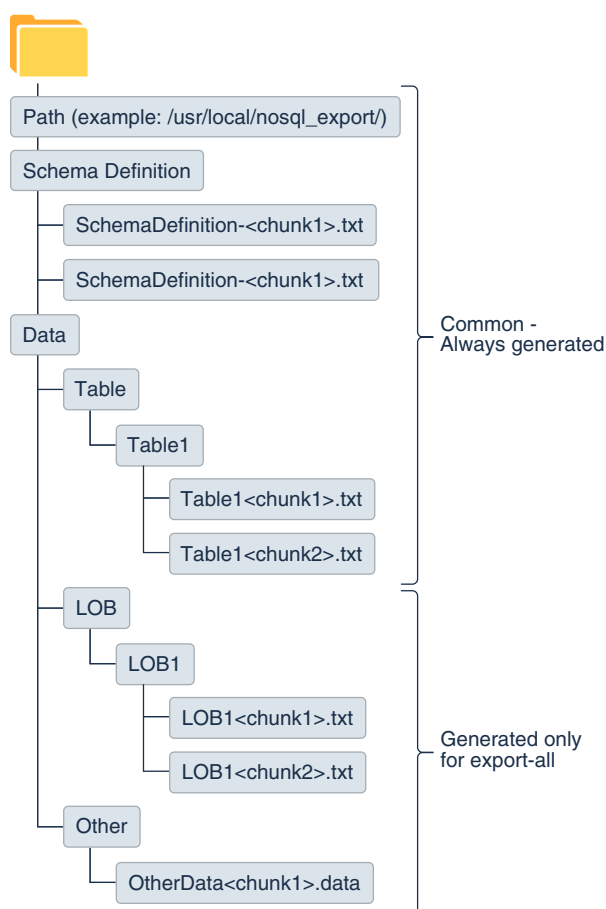 Path (example: /usr/local/nosql_export/)
Schema Definition
SchemaDefinition-<chunk1>.txt
SchemaDefinition-<chunk1>.txt
Data
Table
Table1
Table1<chunk1>.txt
Table1<chunk2>.txt
Common -
Always generated
LOB
LOB1
LOB1<chunk1>.txt
LOB1<chunk2>.txt
Other
OtherData<chunk1>.data
Generated only
for export-all